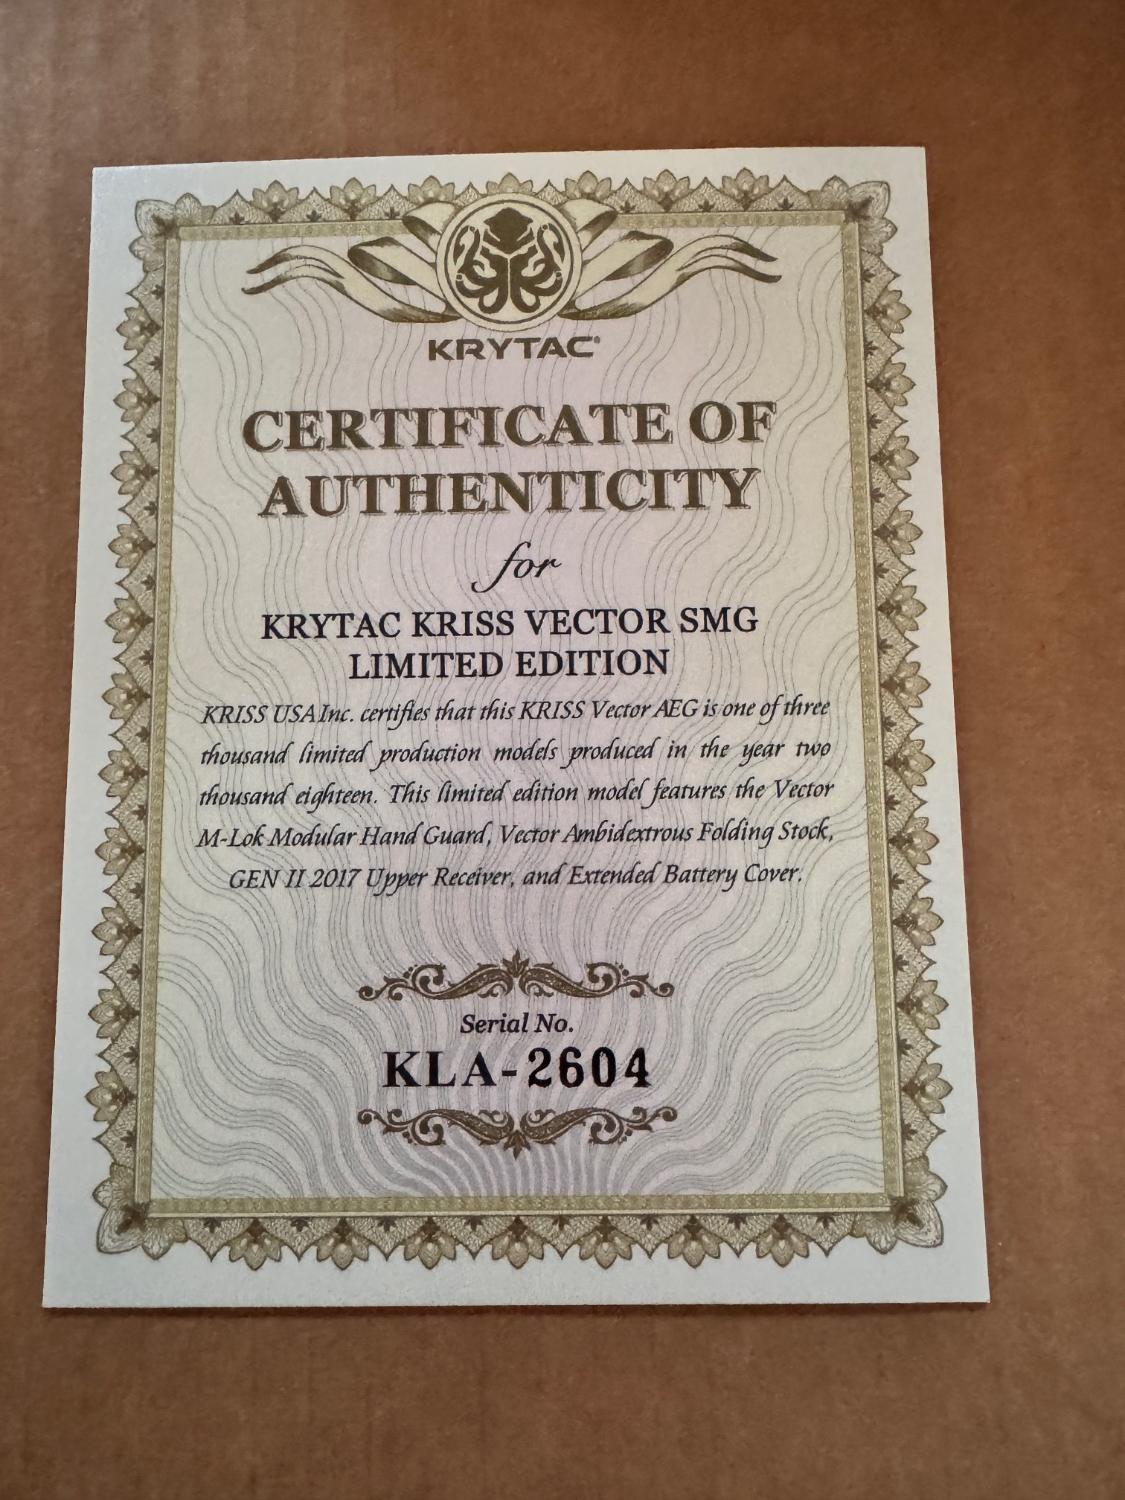 KRYTAC®
CERTIFICATE OF
AUTHENTICITY
for
KRYTAC KRISS VECTOR SMG
LIMITED EDITION
KRISS USA Inc. certifies that this KRISS Vector AEG is one of three
thousand limited production models produced in the year two
thousand eighteen. This limited edition model features the Vector
M-Lok Modular Hand Guard, Vector Ambidextrous Folding Stock,
GEN II 2017 Upper Receiver, and Extended Battery Cover.
Serial No.
KLA-2604